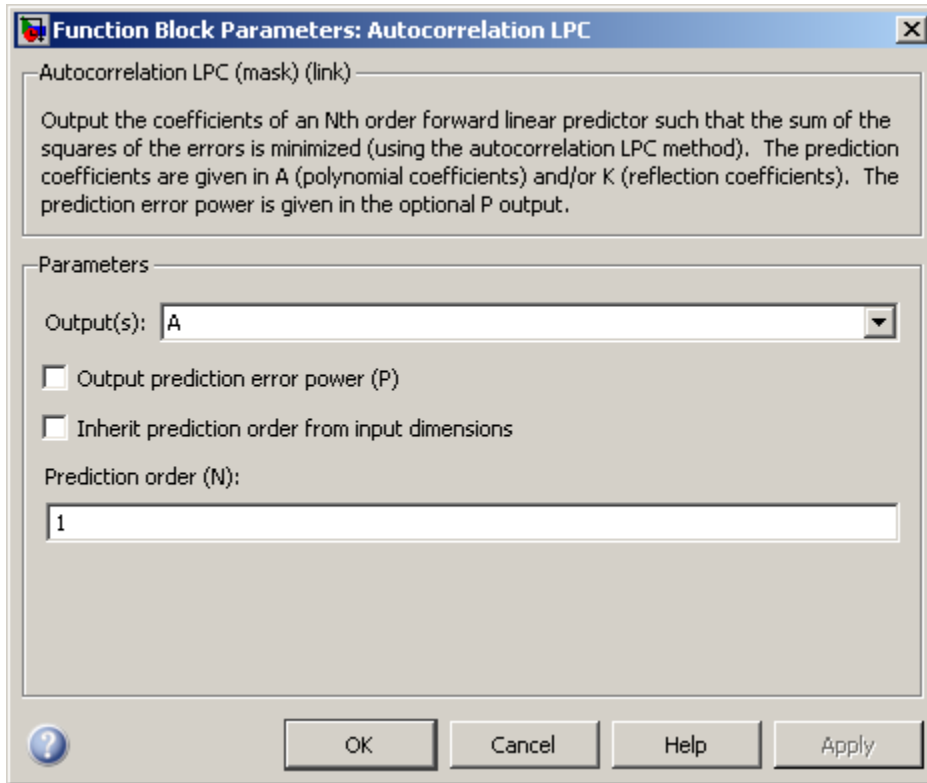 Function Block Parameters: Autocorrelation LPC
Autocorrelation LPC (mask) (link)
Output the coefficients of an Nth order forward linear predictor such that the sum of the
squares of the errors is minimized (using the autocorrelation LPC method). The prediction
coefficients are given in A (polynomial coefficients) and/or K (reflection coefficients). The
prediction error power is given in the optional P output.
Parameters
Output(s): A
Output prediction error power (P)
Inherit prediction order from input dimensions
Prediction order (N):
1
? OK Cancel Help Apply